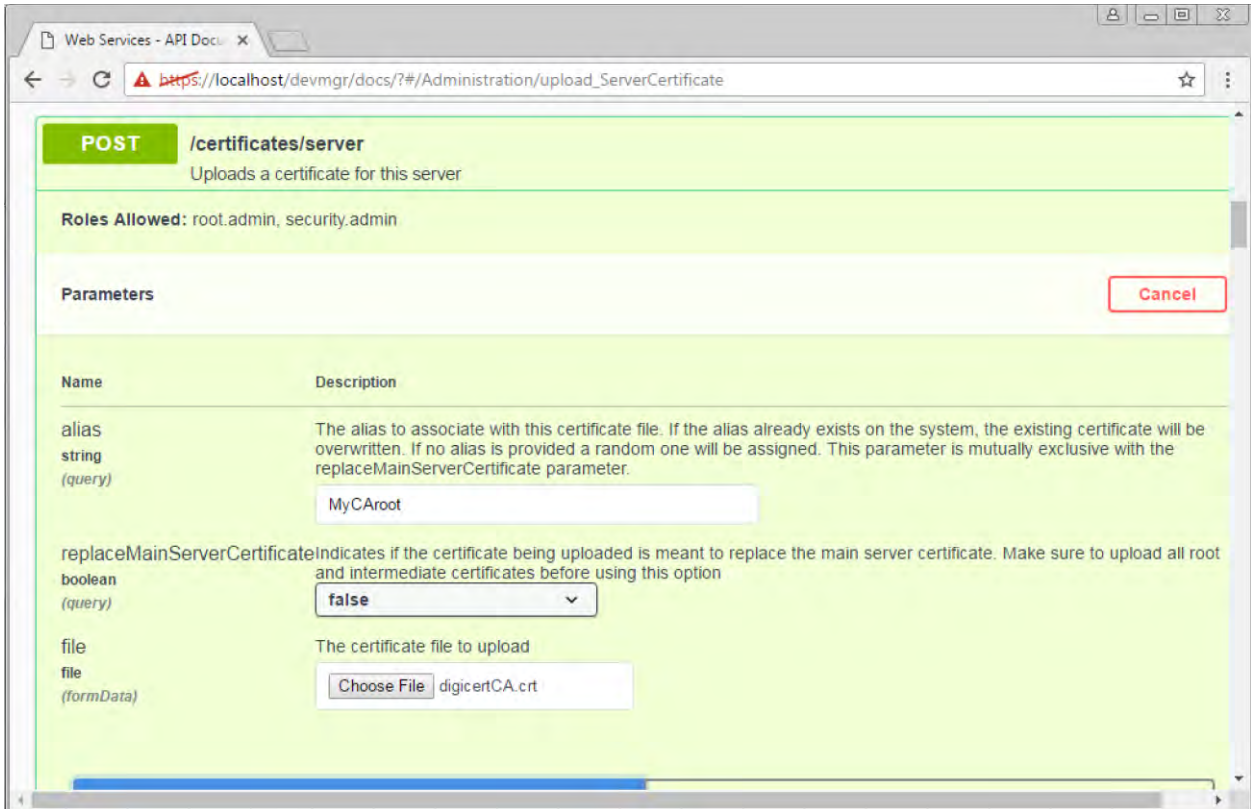 Web Services - API Docu
https://localhost/devmgr/docs/?#/Administration/upload_ServerCertificate
POST /certificates/server
Uploads a certificate for this server
Roles Allowed: root.admin, security.admin
Parameters
Cancel
Name Description
alias
string
(query)
The alias to associate with this certificate file. If the alias already exists on the system, the existing certificate will be
overwritten. If no alias is provided a random one will be assigned. This parameter is mutually exclusive with the
replaceMainServerCertificate parameter.
MyCAroot
replaceMainServerCertificate
boolean
(query)
Indicates if the certificate being uploaded is meant to replace the main server certificate. Make sure to upload all root
and intermediate certificates before using this option
false
file
file
(formData)
The certificate file to upload
Choose File digicertCA.crt